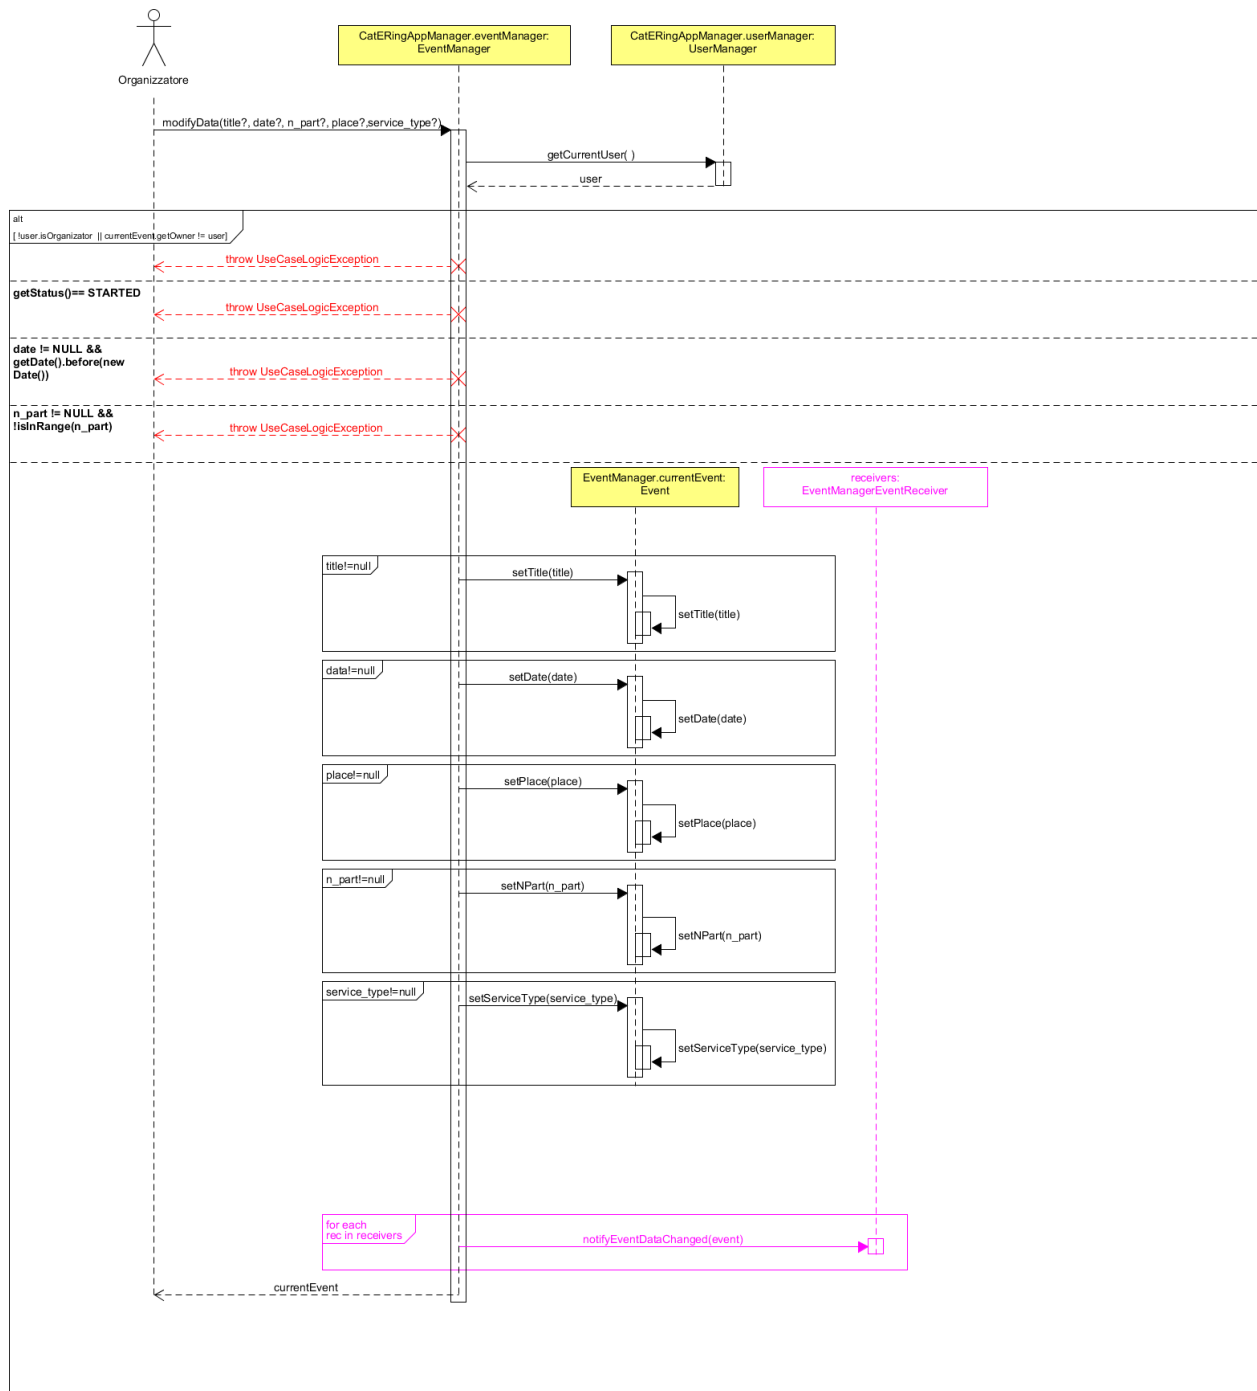 CatERingAppManager.eventManager:
EventManager
CatERingAppManager.userManager:
UserManager
Organizzatore
modifyData(title?, date?, n_part?, place?,service_type?)
getCurrentUser( )
user
alt
[ !user.isOrganizator || currentEvent.getOwner != user]
throw UseCaseLogicException
getStatus()== STARTED
throw UseCaseLogicException
date != NULL &&
getDate().before(new
Date())
throw UseCaseLogicException
n_part != NULL &&
!isInRange(n_part)
throw UseCaseLogicException
EventManager.currentEvent:
Event
receivers:
EventManagerEventReceiver
title!=null
setTitle(title)
setTitle(title)
data!=null
setDate(date)
setDate(date)
place!=null
setPlace(place)
setPlace(place)
n_part!=null
setNPart(n_part)
setNPart(n_part)
service_type!=null
setServiceType(service_type)
setServiceType(service_type)
for each
rec in receivers
notifyEventDataChanged(event)
currentEvent